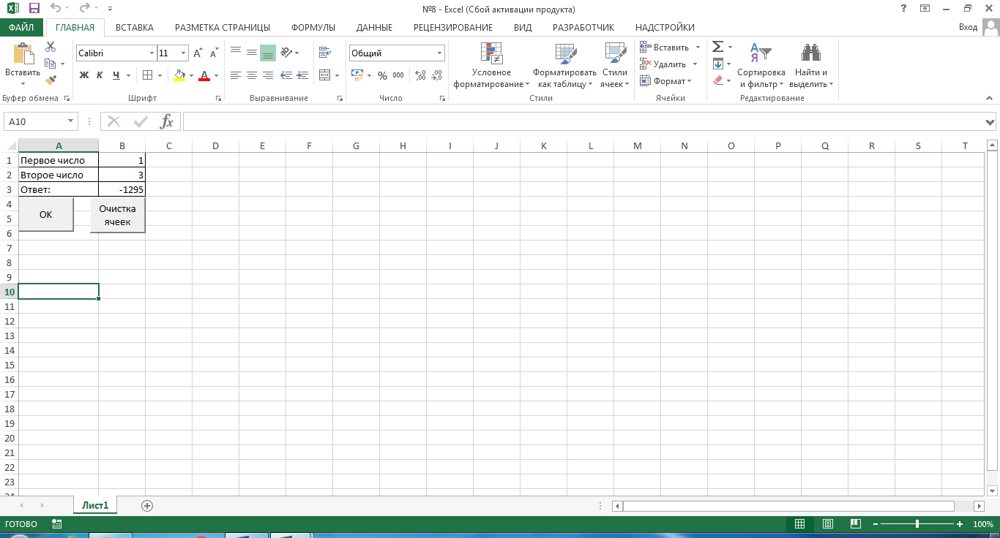 №8 - Excel (Сбой активации продукта)
?
ФАЙЛ ГЛАВНАЯ ВСТАВКА РАЗМЕТКА СТРАНИЦЫ ФОРМУЛЫ ДАННЫЕ РЕЦЕНЗИРОВАНИЕ ВИД РАЗРАБОТЧИК НАДСТРОЙКИ Вход
Вставить
Calibri 11
Ж К Ч А
Общий
% 000
Условное форматирование
Форматировать как таблицу
Стили ячеек
Вставить
Удалить
Формат
Сортировка и фильтр
Найти и выделить
Буфер обмена Шрифт Выравнивание Число Стили Ячейки Редактирование
A10 fx
A B C D E F G H I J K L M N O P Q R S T
1 Первое число 1
2 Второе число 3
3 Ответ: -1295
4
ОК
Очистка
ячеек
5
6
7
8
9
10
11
12
13
14
15
16
17
18
19
20
21
22
23
24
Лист1
ГОТОВО 100%